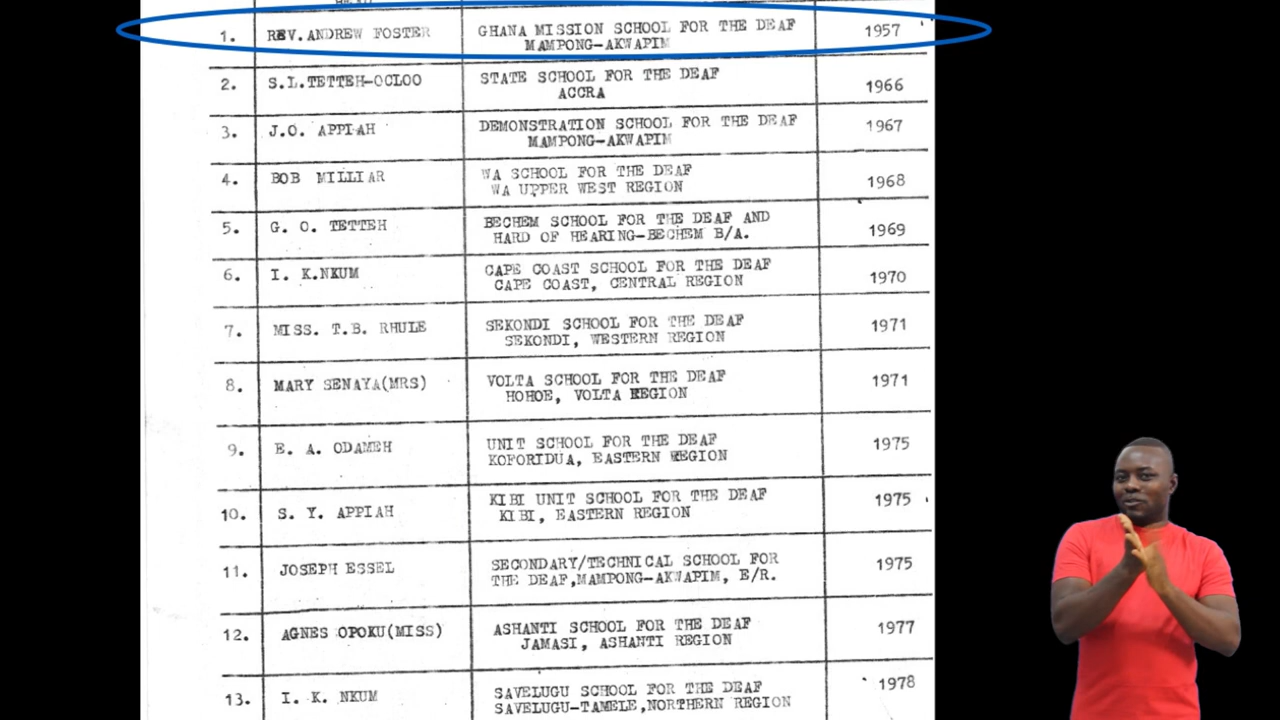 1. REV.ANDREW FOSTER GHANA MISSION SCHOOL FOR THE DEAF 1957
MAMPONG-AKWAPIM
2. S.L.TETTEH-OCLOO STATE SCHOOL FOR THE DEAF 1966
ACCRA
3. J.O. APPIAH DEMONSTRATION SCHOOL FOR THE DEAF 1967
MAMPONG-AKWAPIM
4. BOB MILLIAR WA SCHOOL FOR THE DEAF 1968
WA UPPER WEST REGION
5. G. O. TETTEH BECHEM SCHOOL FOR THE DEAF AND 1969
HARD OF HEARING-BECHEM B/A.
6. I. K.NKUM CAPE COAST SCHOOL FOR THE DEAF 1970
CAPE COAST, CENTRAL REGION
7. MISS. T.B. RHULE SEKONDI SCHOOL FOR THE DEAF 1971
SEKONDI, WESTERN REGION
8. MARY SENAYA(MRS) VOLTA SCHOOL FOR THE DEAF 1971
HOHOE, VOLTA REGION
9. E. A. ODAMEH UNIT SCHOOL FOR THE DEAF 1975
KOFORIDUA, EASTERN REGION
10. S. Y. APPIAH KIBI UNIT SCHOOL FOR THE DEAF 1975
KIBI, EASTERN REGION
11. JOSEPH ESSEL SECONDARY/TECHNICAL SCHOOL FOR 1975
THE DEAF,MAMPONG-AKWAPIM, E/R.
12. AGNES OPOKU(MISS) ASHANTI SCHOOL FOR THE DEAF 1977
JAMASI, ASHANTI REGION
13. I. K. NKUM SAVELUGU SCHOOL FOR THE DEAF 1978
SAVELUGU-TAMELE,NORTHERN REGION